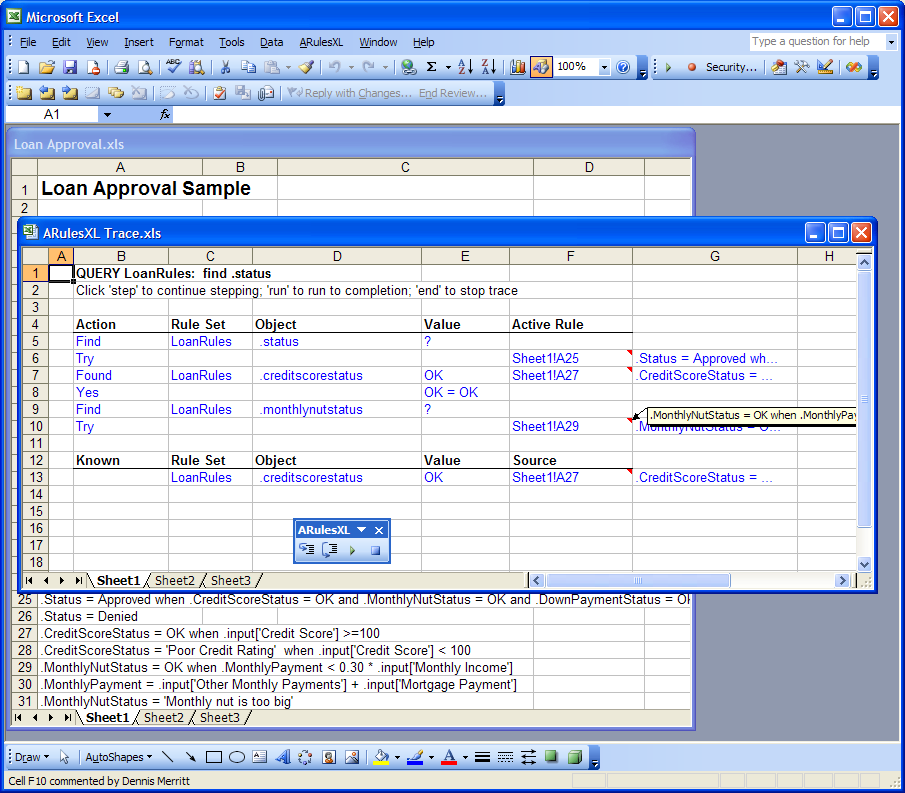 Microsoft Excel
File Edit View Insert Format Tools Data ARulesXL Window Help
Type a question for help
ABC Σ A Z Z A 100% ? Security...
Reply with Changes... End Review...
A1 fx
Loan Approval.xls
A B C D
1 Loan Approval Sample
2
ARulesXL Trace.xls
A B C D E F G H
1 QUERY LoanRules: find .status
2 Click 'step' to continue stepping; 'run' to run to completion; 'end' to stop trace
3
4 Action Rule Set Object Value Active Rule
5 Find LoanRules .status ?
6 Try Sheet1!A25 .Status = Approved wh...
7 Found LoanRules .creditscorestatus OK Sheet1!A27 .CreditScoreStatus = ...
8 Yes OK = OK
9 Find LoanRules .monthlynutstatus ?
.MonthlyNutStatus = OK when .MonthlyPay
10 Try Sheet1!A29 .MonthlyNutStatus = O...
11
12 Known Rule Set Object Value Source
13 LoanRules .creditscorestatus OK Sheet1!A27 .CreditScoreStatus = ...
14
15
16
17
18
ARulesXL
Sheet1 Sheet2 Sheet3
25 .Status = Approved when .CreditScoreStatus = OK and .MonthlyNutStatus = OK and .DownPaymentStatus = OK
26 .Status = Denied
27 .CreditScoreStatus = OK when .input['Credit Score'] >=100
28 .CreditScoreStatus = 'Poor Credit Rating' when .input['Credit Score'] < 100
29 .MonthlyNutStatus = OK when .MonthlyPayment < 0.30 * .input['Monthly Income']
30 .MonthlyPayment = .input['Other Monthly Payments'] + .input['Mortgage Payment']
31 .MonthlyNutStatus = 'Monthly nut is too big'
Sheet1 Sheet2 Sheet3
Draw AutoShapes A A
Cell F10 commented by Dennis Merritt